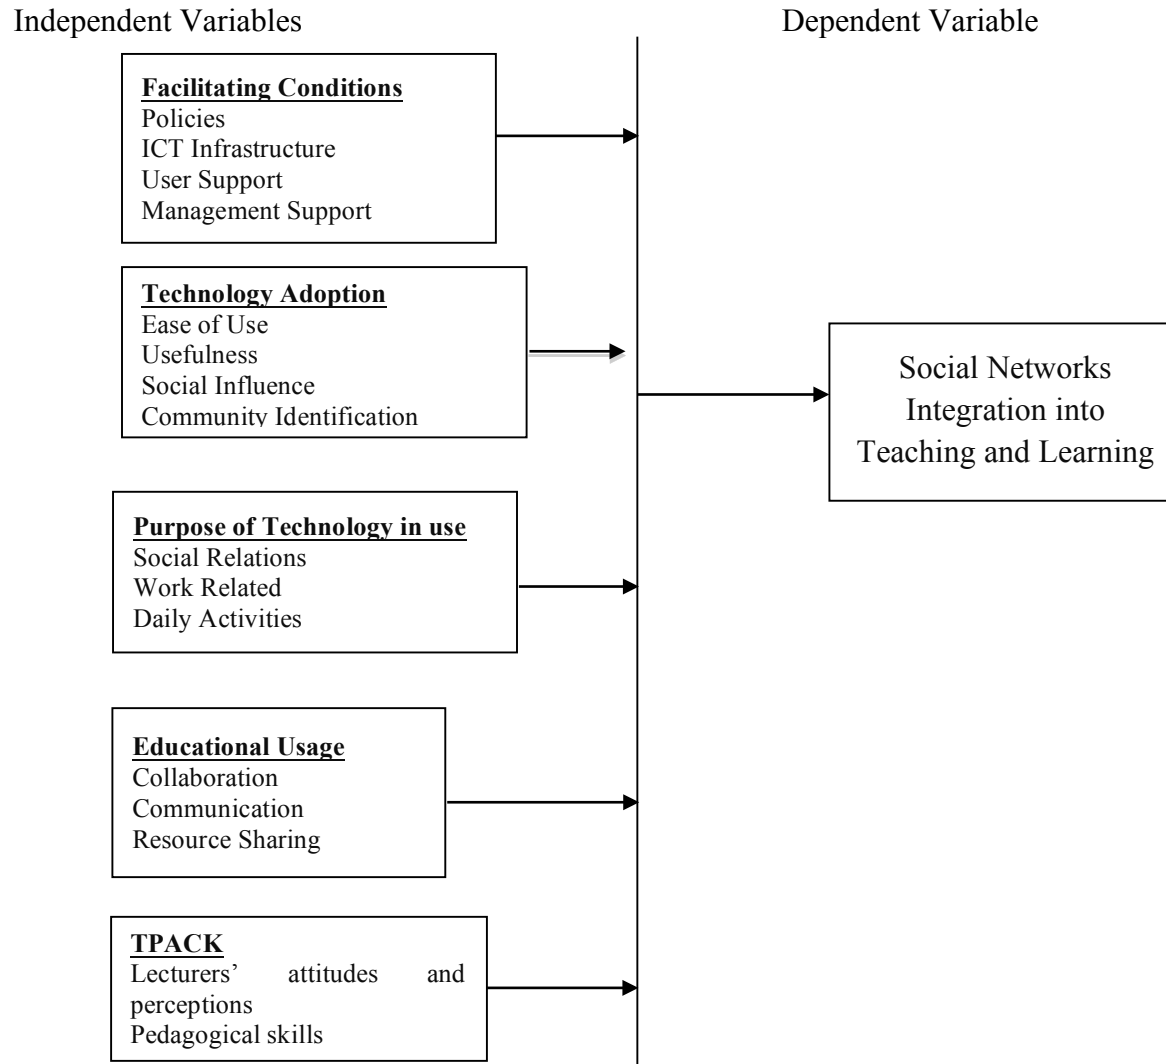 Independent Variables
Dependent Variable
Facilitating Conditions
Policies
ICT Infrastructure
User Support
Management Support
Technology Adoption
Ease of Use
Usefulness
Social Influence
Community Identification
Social Networks
Integration into
Teaching and Learning
Purpose of Technology in use
Social Relations
Work Related
Daily Activities
Educational Usage
Collaboration
Communication
Resource Sharing
TPACK
Lecturers’ attitudes and
perceptions
Pedagogical skills